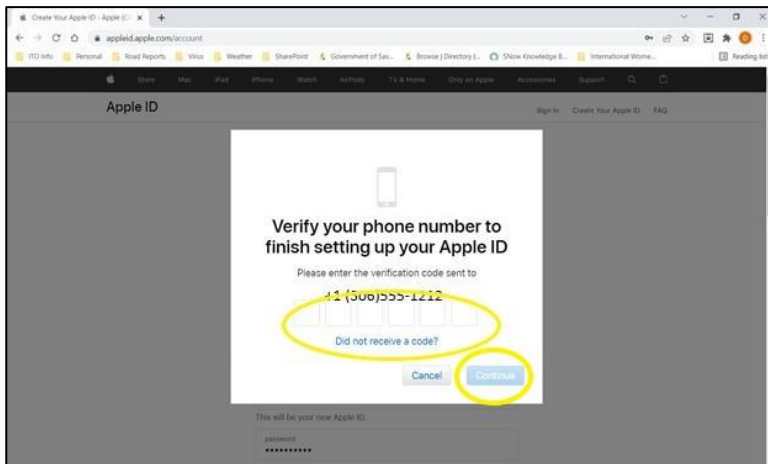 Create Your Apple ID - Apple (CA
appleid.apple.com/account
ITO Info Personal Road Reports Virus Weather SharePoint Government of Sas... Browse | Directory |... SNow Knowledge B... International Wome... Reading list
Store Mac iPad iPhone Watch AirPods TV & Home Only on Apple Accessories Support
Apple ID
Sign In Create Your Apple ID FAQ
Verify your phone number to
finish setting up your Apple ID
Please enter the verification code sent to
+1 (306)555-1212
Did not receive a code?
Cancel Continue
This will be your new Apple ID.
password